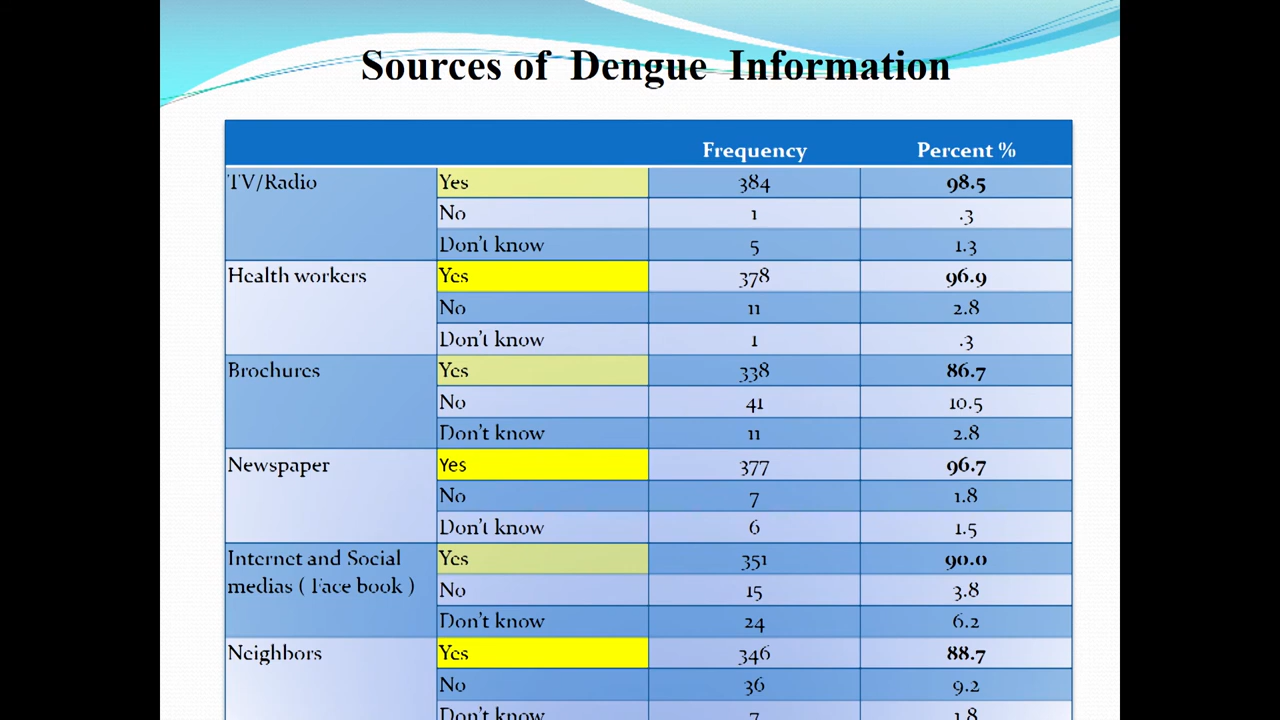 Sources of Dengue Information
Frequency Percent %
TV/Radio Yes 384 98.5
No 1 .3
Don't know 5 1.3
Health workers Yes 378 96.9
No 11 2.8
Don't know 1 .3
Brochures Yes 338 86.7
No 41 10.5
Don't know 11 2.8
Newspaper Yes 377 96.7
No 7 1.8
Don't know 6 1.5
Internet and Social Yes 351 90.0
medias ( Face book ) No 15 3.8
Don't know 24 6.2
Neighbors Yes 346 88.7
No 36 9.2
Don't know 7 1.8